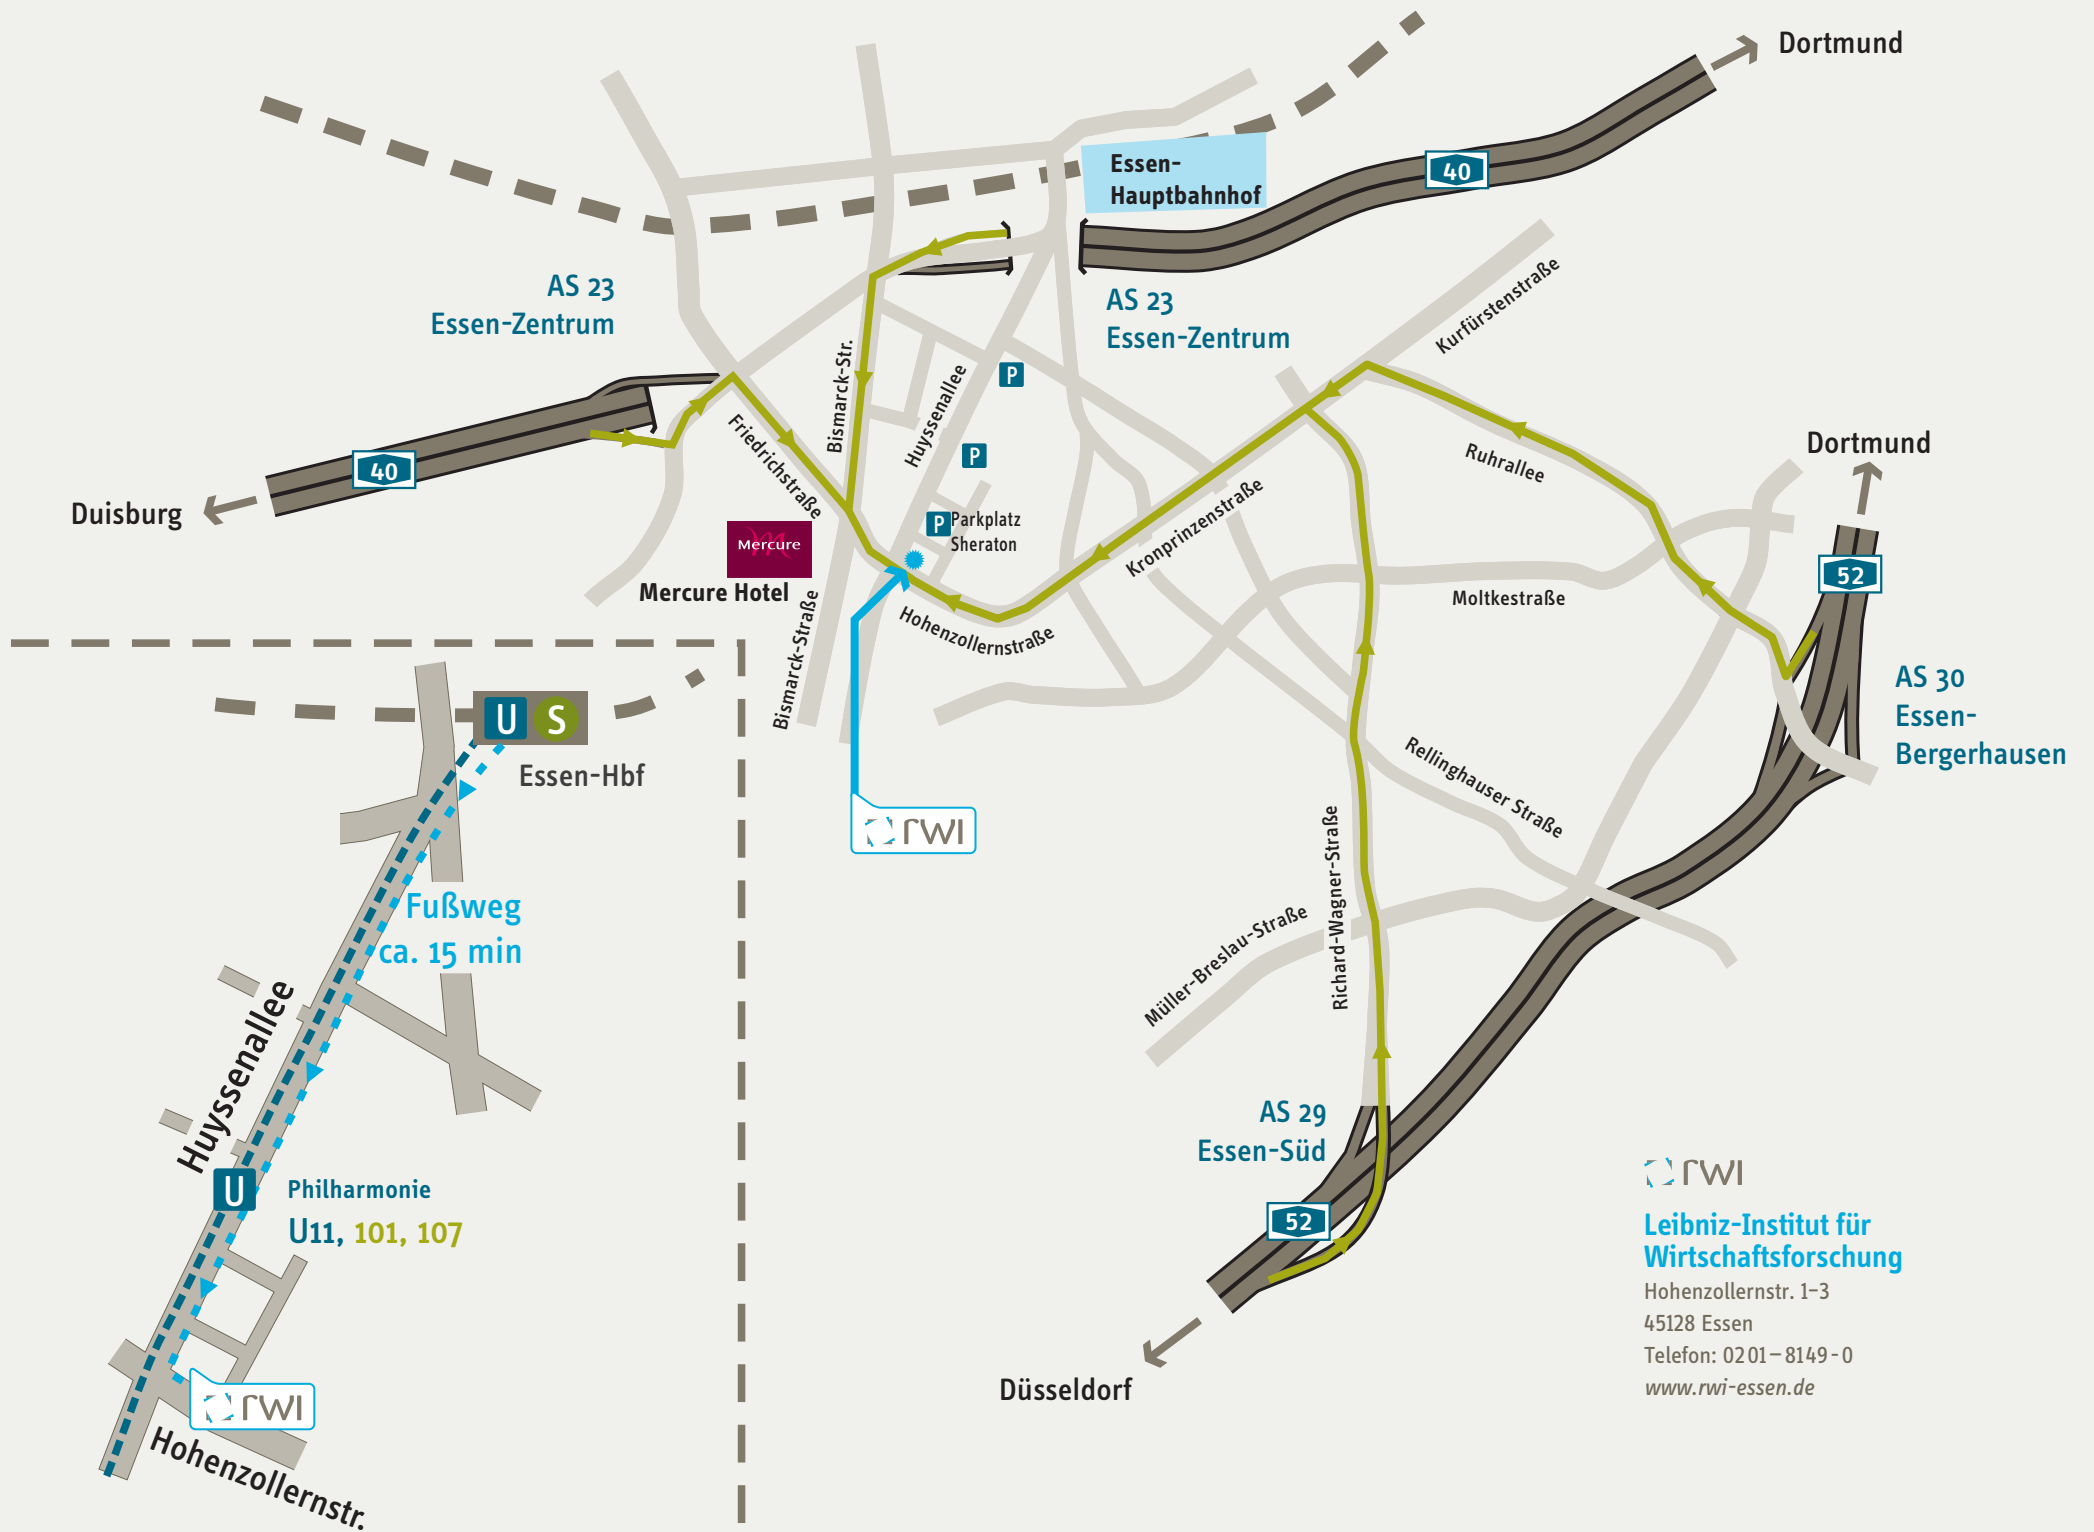 Dortmund
40
Essen-
Hauptbahnhof
AS 23
Essen-Zentrum
AS 23
Essen-Zentrum
Kurfürstenstraße
Bismarck-Str.
Huyssenallee
P
Friedrichstraße
40
Duisburg
P
Ruhrallee
Dortmund
Kronprinzenstraße
P Parkplatz
Sheraton
Mercure
Mercure Hotel
52
Moltkestraße
Hohenzollernstraße
Bismarck-Straße
AS 30
Essen-
Bergerhausen
U S
Essen-Hbf
rwi
Rellinghauser Straße
Richard-Wagner-Straße
Müller-Breslau-Straße
Fußweg
ca. 15 min
Huyssenallee
U
Philharmonie
U11, 101, 107
AS 29
Essen-Süd
52
Düsseldorf
rwi
Hohenzollernstr.
rwi
Leibniz-Institut für
Wirtschaftsforschung
Hohenzollernstr. 1-3
45128 Essen
Telefon: 0201–8149-0
www.rwi-essen.de